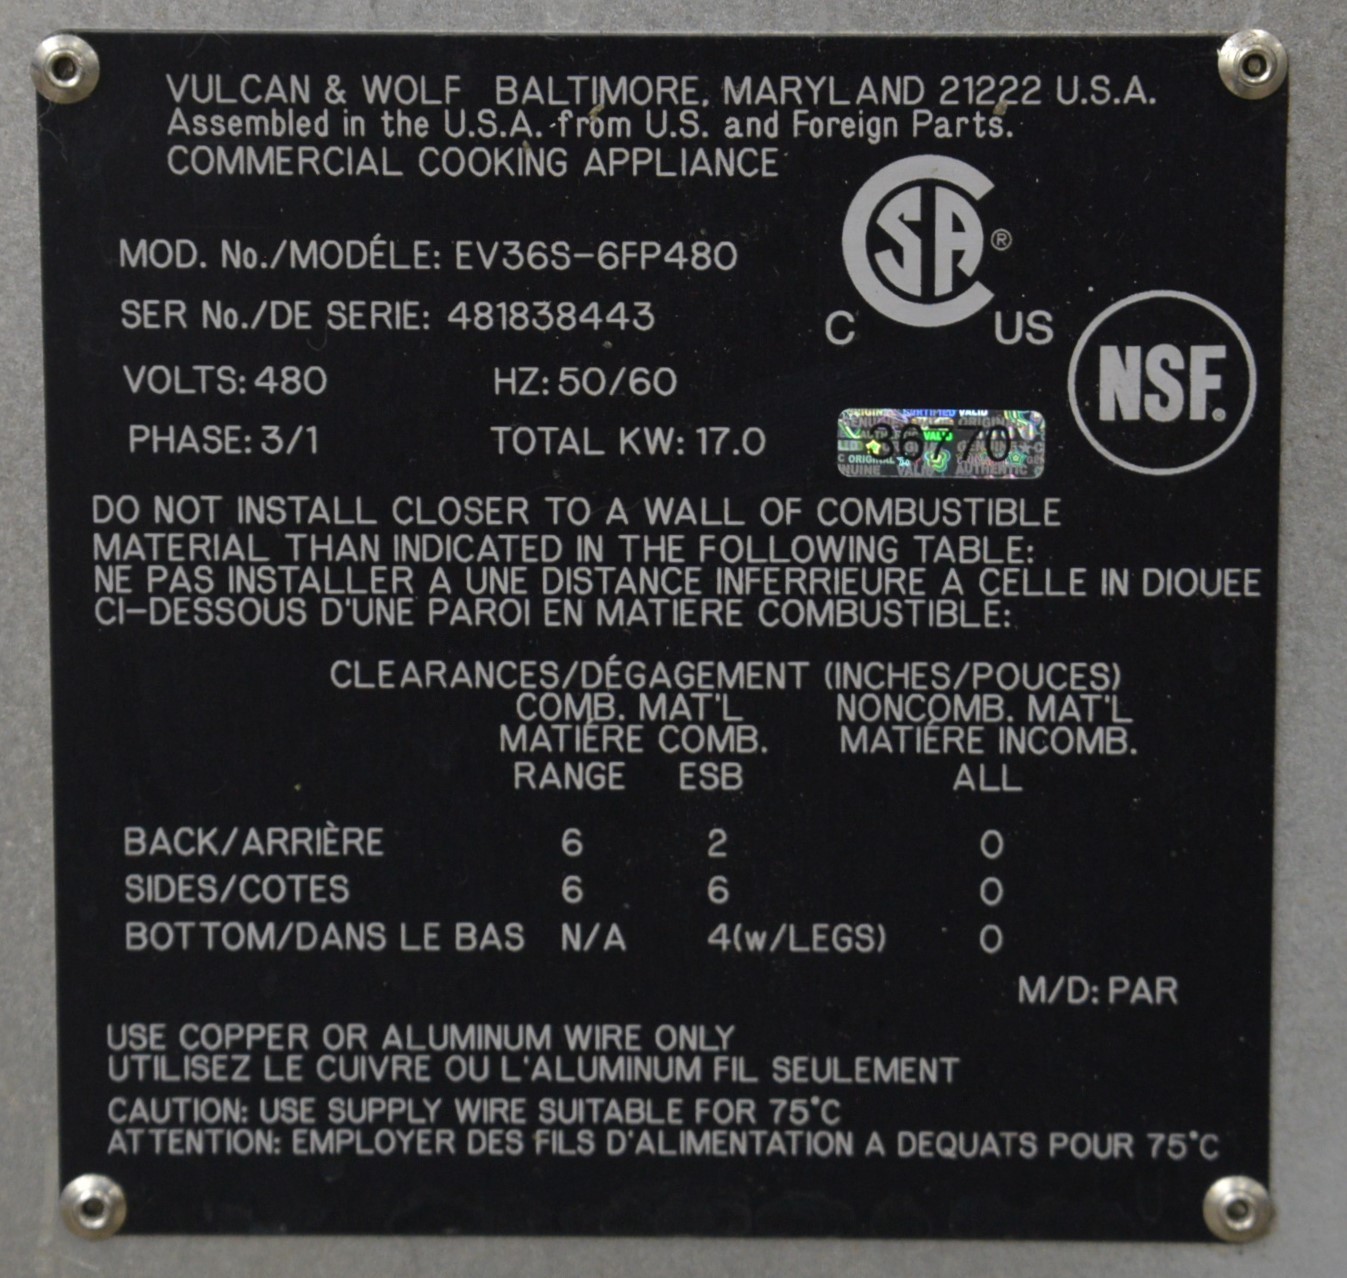 VULCAN & WOLF BALTIMORE, MARYLAND 21222 U.S.A.
Assembled in the U.S.A. from U.S. and Foreign Parts.
COMMERCIAL COOKING APPLIANCE
MOD. No./MODÉLE: EV36S-6FP480
SER No./DE SERIE: 481838443
CSA®
C US
NSF.
VOLTS: 480 HZ: 50/60
PHASE: 3/1 TOTAL KW: 17.0
DO NOT INSTALL CLOSER TO A WALL OF COMBUSTIBLE
MATERIAL THAN INDICATED IN THE FOLLOWING TABLE:
NE PAS INSTALLER A UNE DISTANCE INFERRIEURE A CELLE IN DIOUEE
CI-DESSOUS D'UNE PAROI EN MATIERE COMBUSTIBLE:
CLEARANCES/DÉGAGEMENT (INCHES/POUCES)
COMB. MAT'L NONCOMB. MAT'L
MATIÉRE COMB. MATIÉRE INCOMB.
RANGE ESB ALL
BACK/ARRIÈRE 6 2 0
SIDES/COTES 6 6 0
BOTTOM/DANS LE BAS N/A 4(w/LEGS) 0
M/D: PAR
USE COPPER OR ALUMINUM WIRE ONLY
UTILISEZ LE CUIVRE OU L'ALUMINUM FIL SEULEMENT
CAUTION: USE SUPPLY WIRE SUITABLE FOR 75°C
ATTENTION: EMPLOYER DES FILS D'ALIMENTATION A DEQUATS POUR 75°C